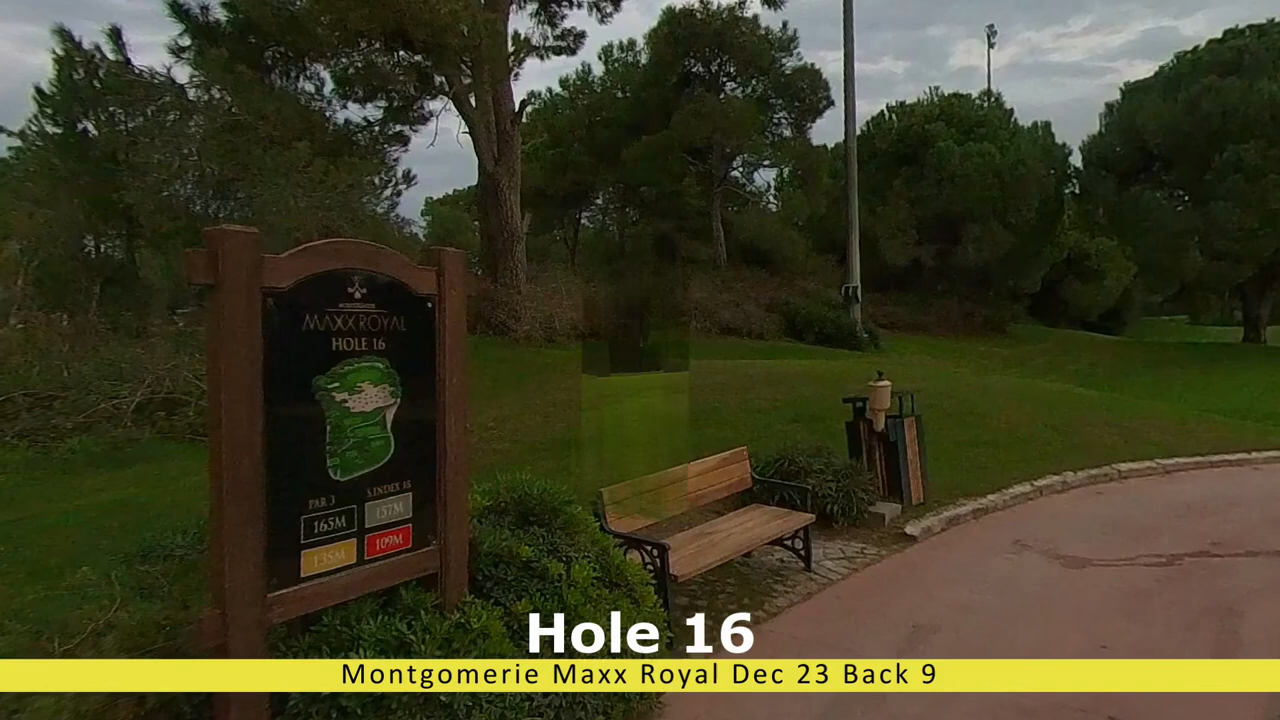 MAXX ROYAL
HOLE 16
PAR 3
S.INDEX 18
165M
157M
135M
109M
Hole 16
Montgomerie Maxx Royal Dec 23 Back 9